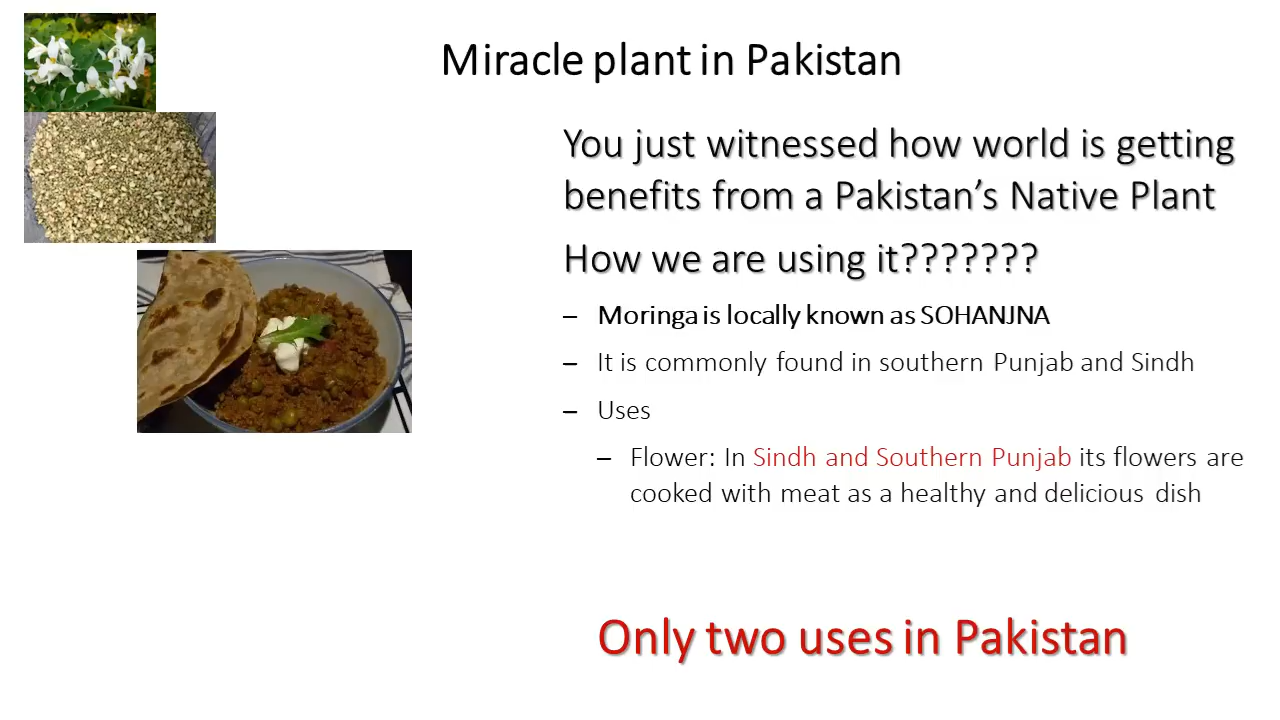 Miracle plant in Pakistan
You just witnessed how world is getting
benefits from a Pakistan's Native Plant
How we are using it???????
– Moringa is locally known as SOHANJNA
– It is commonly found in southern Punjab and Sindh
– Uses
– Flower: In Sindh and Southern Punjab its flowers are
cooked with meat as a healthy and delicious dish
Only two uses in Pakistan